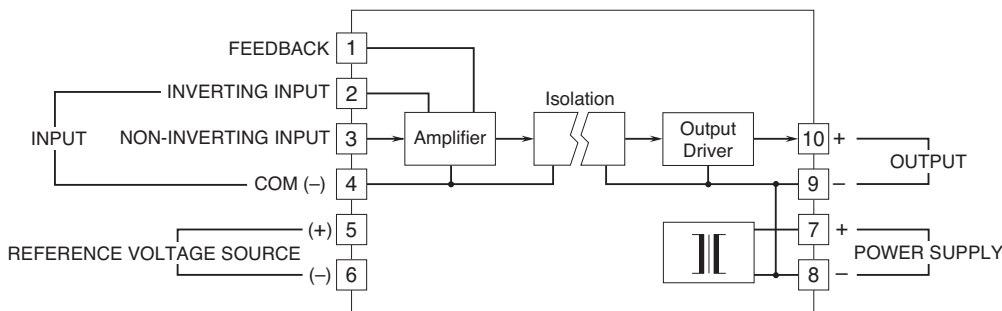 FEEDBACK 1
INVERTING INPUT 2
Isolation
INPUT
NON-INVERTING INPUT 3
Amplifier
Output
Driver
10 +
OUTPUT
COM (–) 4
9 –
(+) 5
7 +
REFERENCE VOLTAGE SOURCE
POWER SUPPLY
(–) 6
8 –